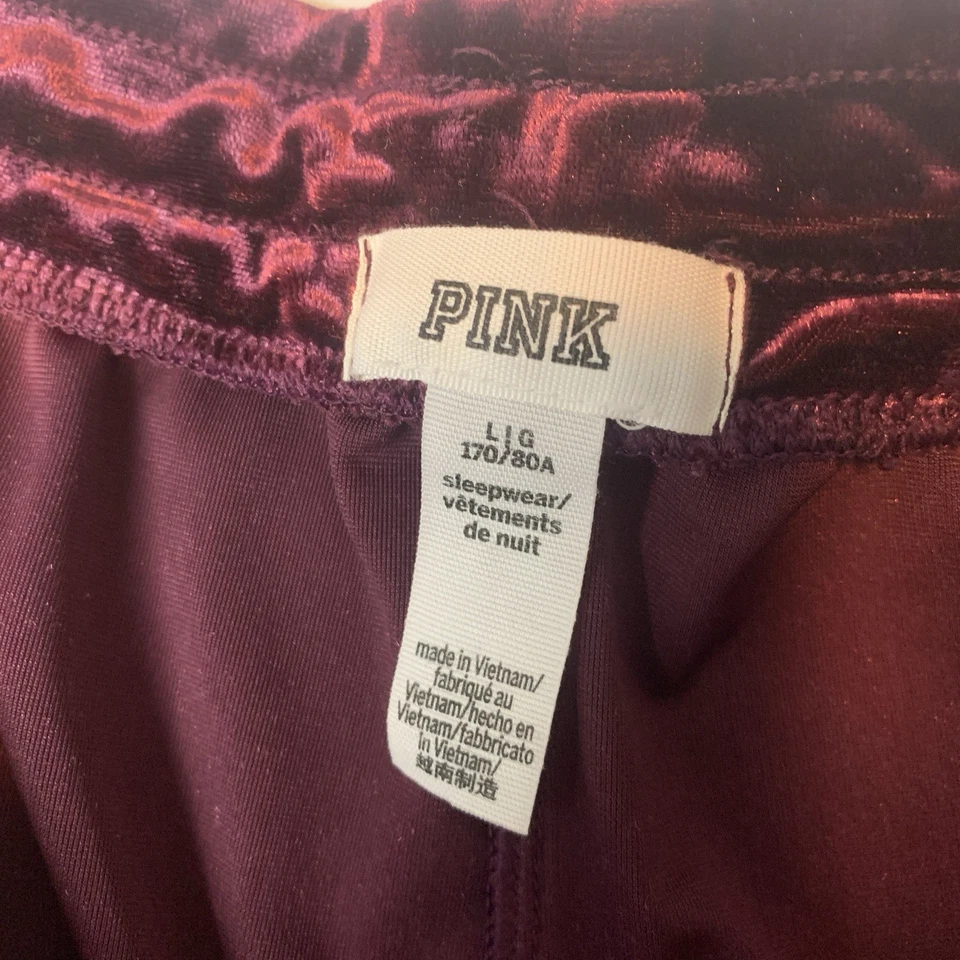 PINK
L|G
170/80A
sleepwear/
vêtements
de nuit
made in Vietnam/
fabriqué au
Vietnam/hecho en
Vietnam/fabbricato
in Vietnam/
越南制造